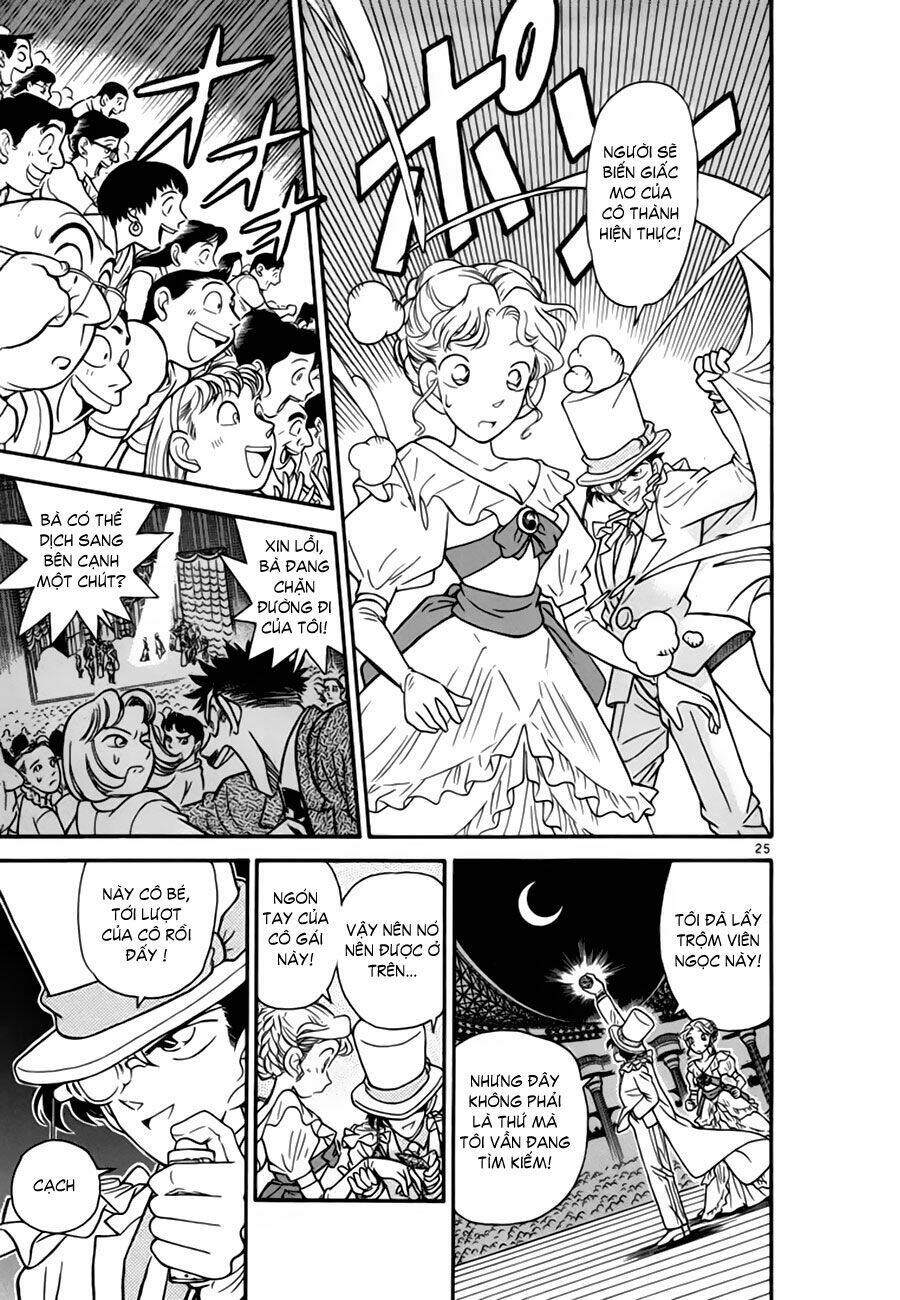 ポンッ
NGƯỜI SẼ
BIẾN GIẤC
MƠ CỦA
CÔ THÀNH
HIỆN THỰC!
オオオ
XIN LỖI,
BÀ ĐANG
CHẶN
ĐƯỜNG ĐI
CỦA TÔI!
BÀ CÓ THỂ
DỊCH SANG
BÊN CẠNH
MỘT CHÚT?
25
TÔI ĐÃ LẤY
TRỘM VIÊN
NGỌC NÀY!
NHƯNG ĐÂY
KHÔNG PHẢI
LÀ THỨ MÀ
TÔI VẪN ĐANG
TÌM KIẾM!
VẬY NÊN NÓ
NÊN ĐƯỢC Ở
TRÊN...
NGÓN
TAY CỦA
CÔ GÁI
NÀY!
NÀY CÔ BÉ,
TỚI LƯỢT
CỦA CÔ RỒI
ĐẤY !
CẠCH